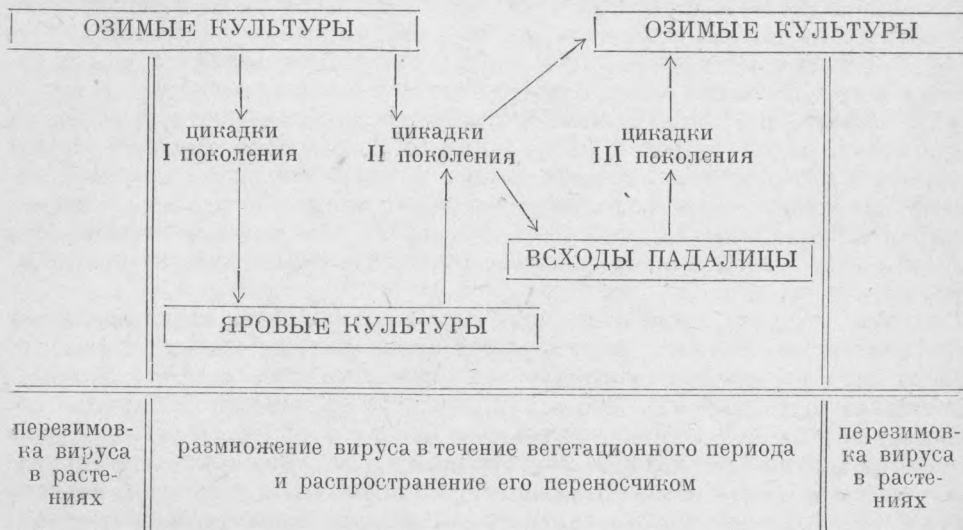 ОЗИМЫЕ КУЛЬТУРЫ
ОЗИМЫЕ КУЛЬТУРЫ
цикадки
I поколения
цикадки
II поколения
цикадки
III поколения
ВСХОДЫ ПАДАЛИЦЫ
ЯРОВЫЕ КУЛЬТУРЫ
перезимов-
ка вируса
в расте-
ниях
размножение вируса в течение вегетационного периода
и распространение его переносчиком
перезимов-
ка вируса
в расте-
ниях